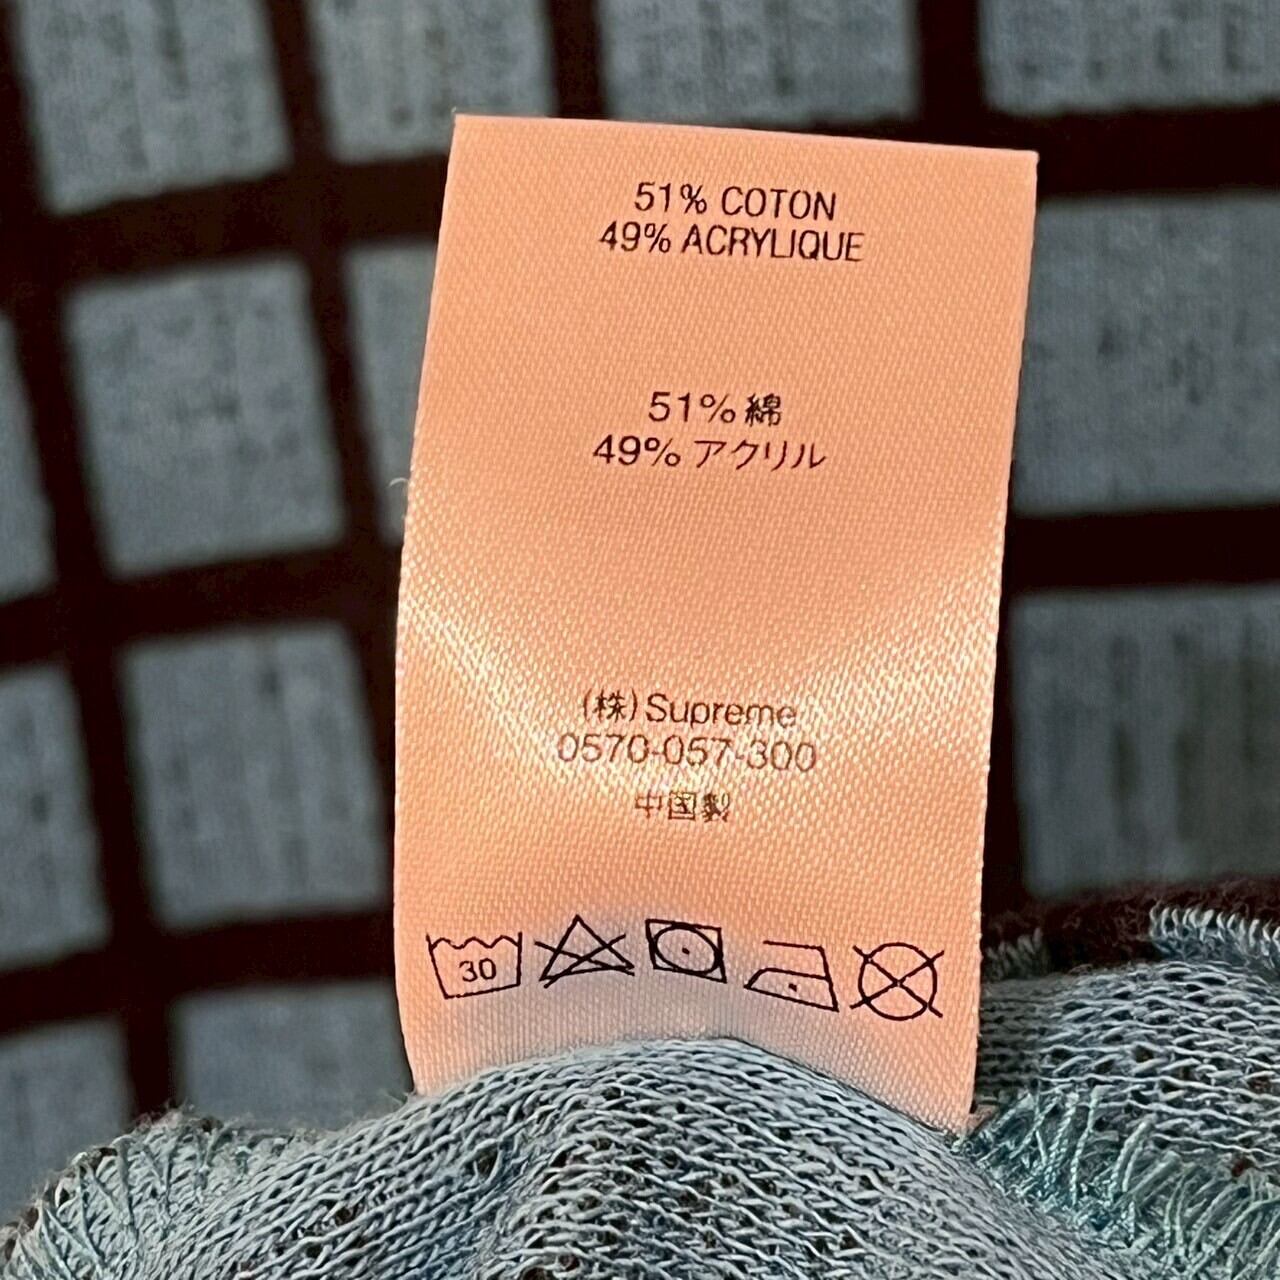 51% COTON
49% ACRYLIQUE
51% 綿
49% アクリル
(株) Supreme
0570-057-300
中国製
30